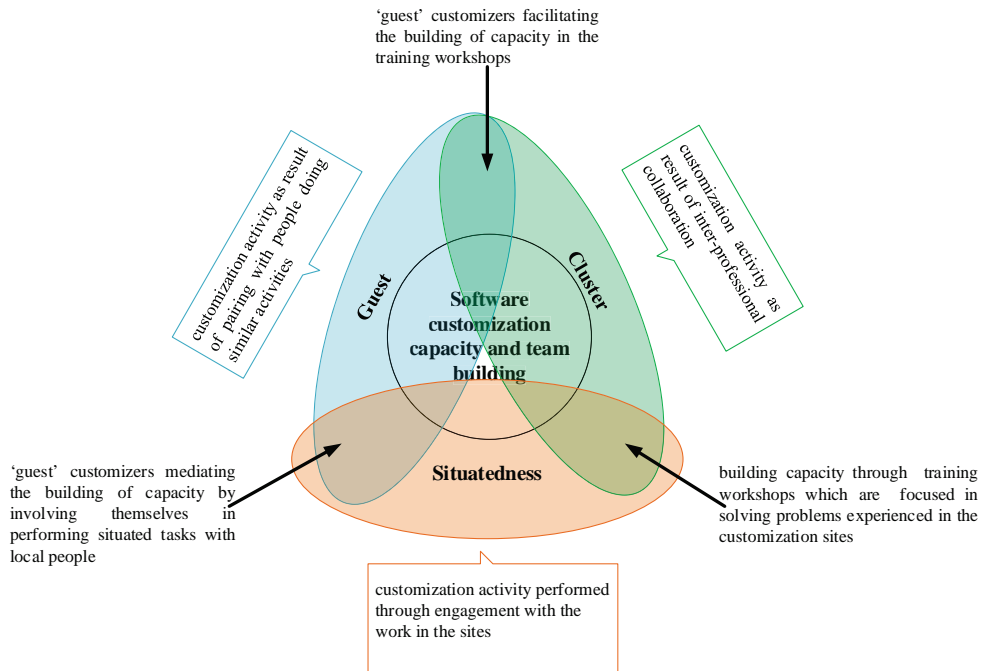 ‘guest’ customizers facilitating
the building of capacity in the
training workshops
customization activity as result
of pairing with people doing
similar activities
customization activity as
result of inter-professional
collaboration
Guest
Cluster
Software
customization
capacity and team
building
Situatedness
‘guest’ customizers mediating
the building of capacity by
involving themselves in
performing situated tasks with
local people
building capacity through training
workshops which are focused in
solving problems experienced in the
customization sites
customization activity performed
through engagement with the
work in the sites